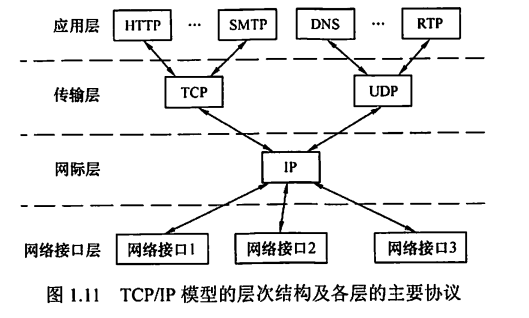 应用层 HTTP … SMTP DNS … RTP
传输层 TCP UDP
网际层 IP
网络接口层 网络接口1 网络接口2 网络接口3
图 1.11 TCP/IP 模型的层次结构及各层的主要协议